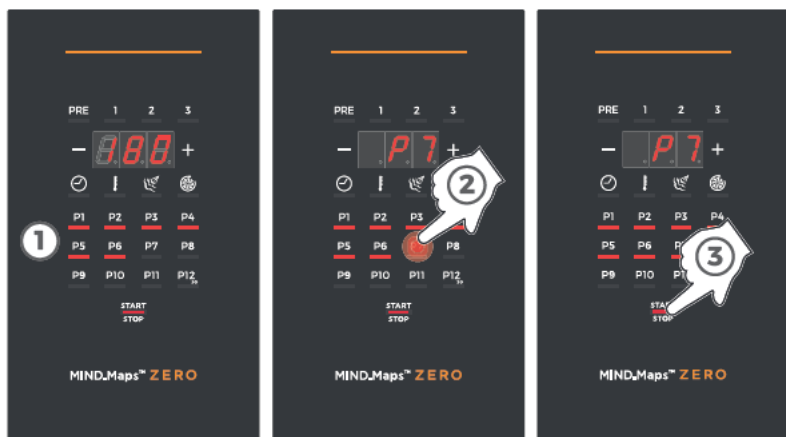 PRE 1 2 3
- 180 +
P1 P2 P3 P4
1
P5 P6 P7 P8
P9 P10 P11 P12
START
STOP
MIND.Maps™ ZERO
PRE 1 2 3
- P7 +
2
P1 P2 P3
P5 P6 P8
P9 P10 P11 P12
START
STOP
MIND.Maps™ ZERO
PRE 1 2 3
- P7 +
P1 P2 P3 P4
3
P5 P6
P9 P10
STOP
MIND.Maps™ ZERO